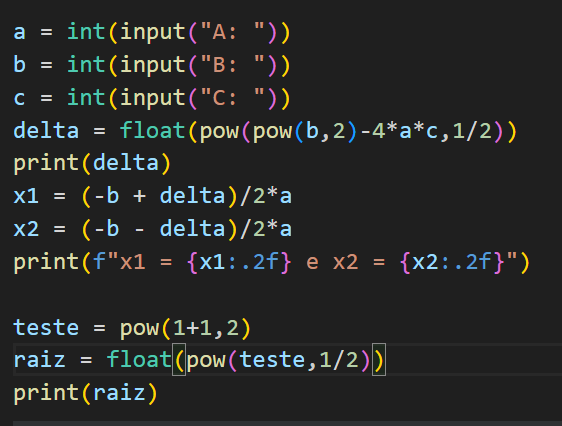 a = int(input("A: "))
b = int(input("B: "))
c = int(input("C: "))
delta = float(pow(pow(b,2)-4*a*c,1/2))
print(delta)
x1 = (-b + delta)/2*a
x2 = (-b - delta)/2*a
print(f"x1 = {x1:.2f} e x2 = {x2:.2f}")
teste = pow(1+1,2)
raiz = float(pow(teste,1/2))
print(raiz)